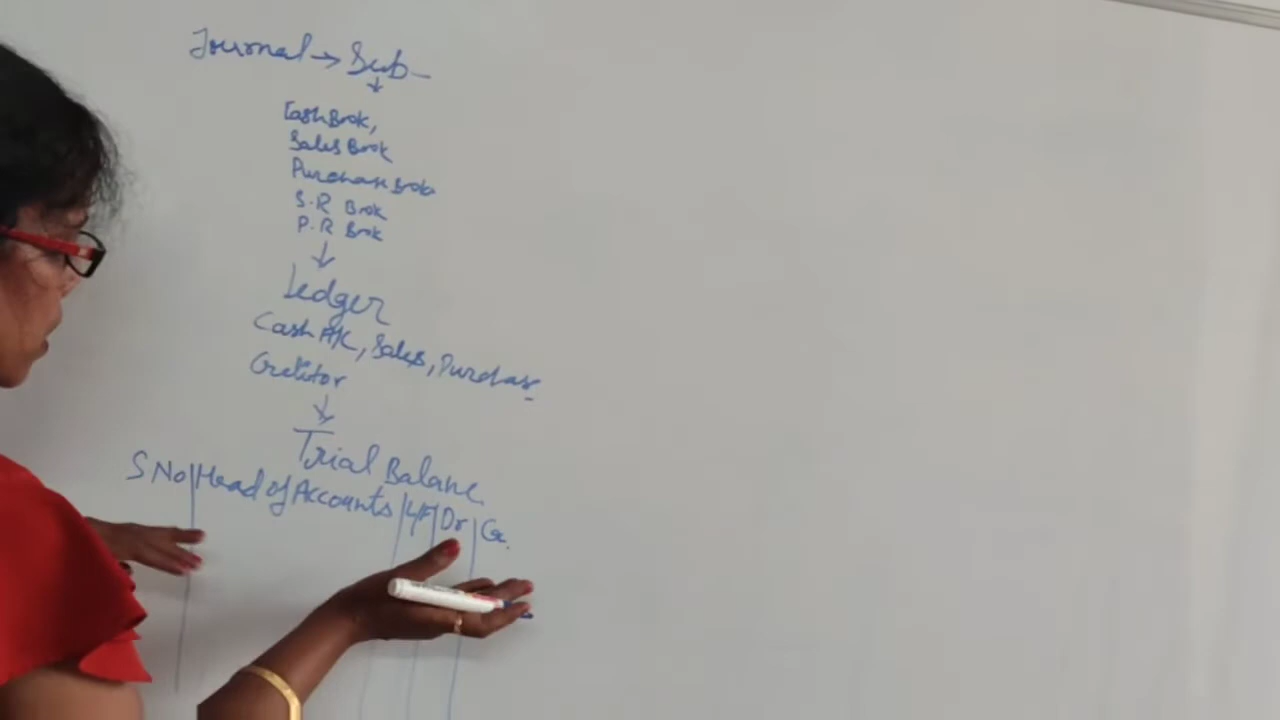 Journal → Sub-
↓
Cash Book,
Sales Book
Purchase Book
S.R Book
P.R Book
↓
Ledger
Cash A/c, Sales, Purchase
Creditor
↓
Trial Balance
S No | Head of Accounts | L/F | Dr | Cr.